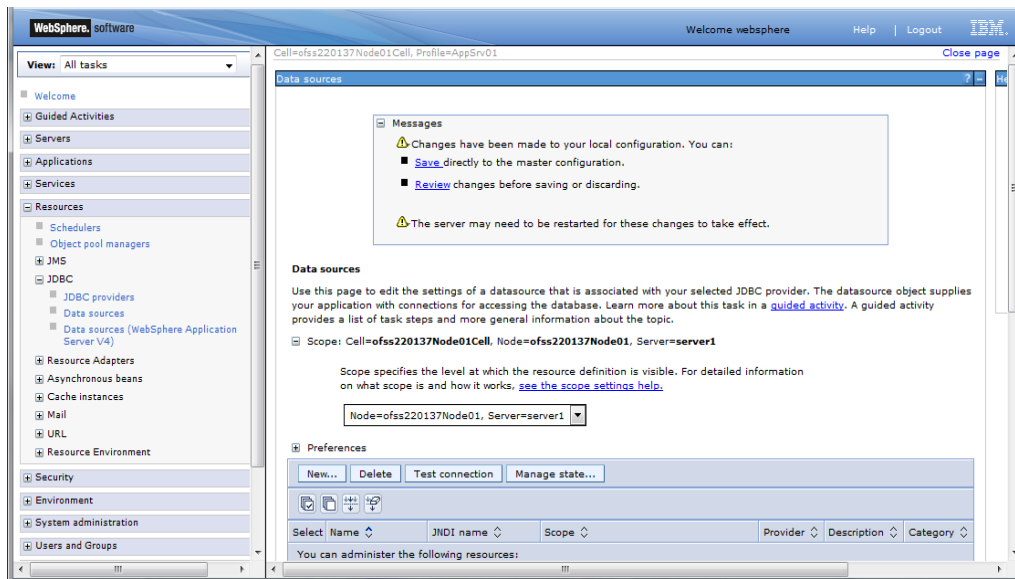 WebSphere. software
Welcome websphere Help | Logout IBM.
View: All tasks
Welcome
Guided Activities
Servers
Applications
Services
Resources
Schedulers
Object pool managers
JMS
JDBC
JDBC providers
Data sources
Data sources (WebSphere Application
Server V4)
Resource Adapters
Asynchronous beans
Cache instances
Mail
URL
Resource Environment
Security
Environment
System administration
Users and Groups
Cell=ofss220137Node01Cell, Profile=AppSrv01
Close page
Data sources ? -
He
Messages
Changes have been made to your local configuration. You can:
Save directly to the master configuration.
Review changes before saving or discarding.
The server may need to be restarted for these changes to take effect.
Data sources
Use this page to edit the settings of a datasource that is associated with your selected JDBC provider. The datasource object supplies
your application with connections for accessing the database. Learn more about this task in a guided activity. A guided activity
provides a list of task steps and more general information about the topic.
Scope: Cell=ofss220137Node01Cell, Node=ofss220137Node01, Server=server1
Scope specifies the level at which the resource definition is visible. For detailed information
on what scope is and how it works, see the scope settings help.
Node=ofss220137Node01, Server=server1
Preferences
New... Delete Test connection Manage state...
Select Name JNDI name Scope Provider Description Category
You can administer the following resources: